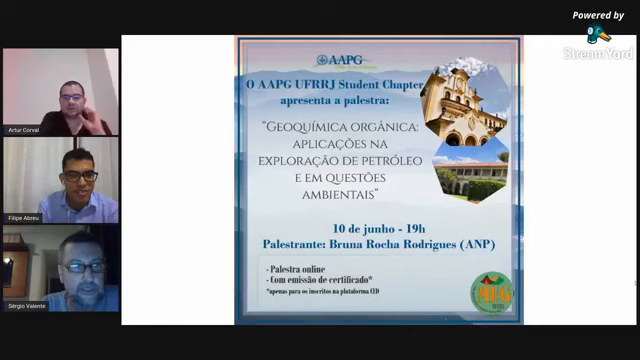 Powered by
StreamYard
AAPG
O AAPG UFRRJ Student Chapter
apresenta a palestra:
"GEOQUÍMICA ORGÂNICA:
APLICAÇÕES NA
EXPLORAÇÃO DE PETRÓLEO
E EM QUESTÕES
AMBIENTAIS"
10 de junho - 19h
Palestrante: Bruna Rocha Rodrigues (ANP)
- Palestra online
- Com emissão de certificado*
*apenas para os inscritos na plataforma CED
Artur Corval
Filipe Abreu
Sérgio Valente